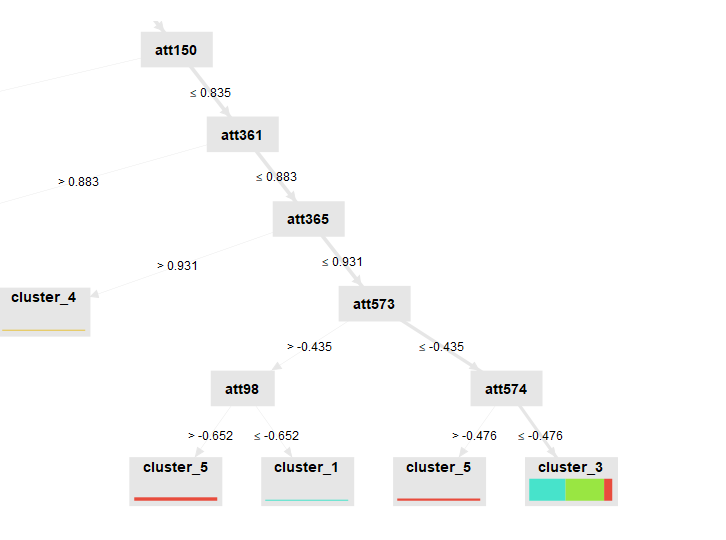 att150
≤ 0.835
att361
> 0.883
≤ 0.883
att365
> 0.931
≤ 0.931
cluster_4
att573
> -0.435
≤ -0.435
att98
att574
> -0.652
≤ -0.652
> -0.476
≤ -0.476
cluster_5
cluster_1
cluster_5
cluster_3